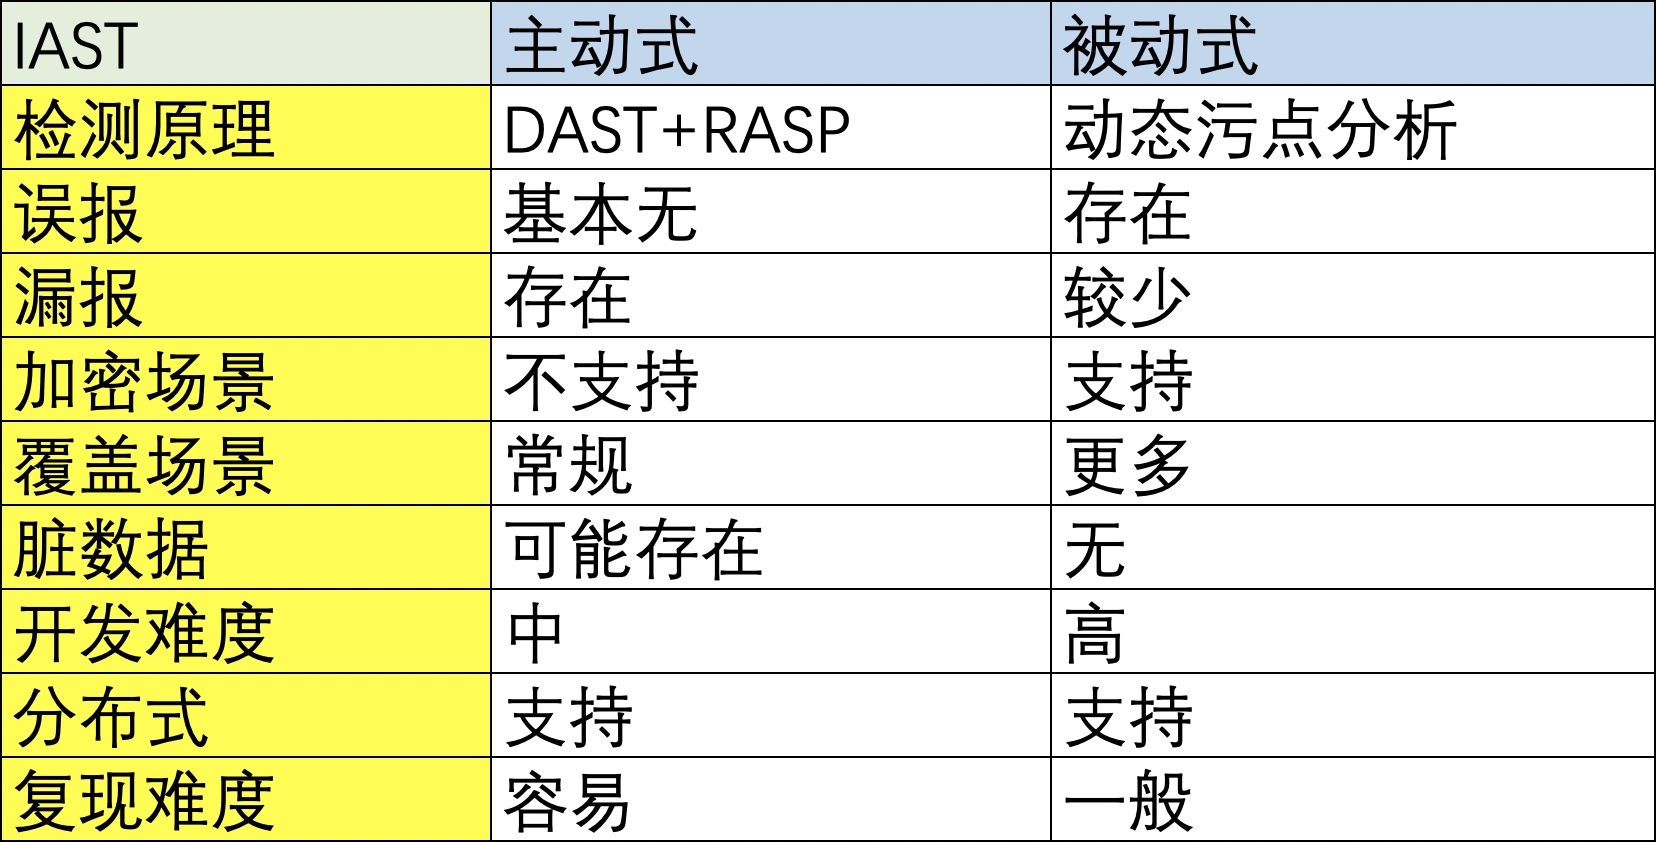 IAST 主动式 被动式
检测原理 DAST+RASP 动态污点分析
误报 基本无 存在
漏报 存在 较少
加密场景 不支持 支持
覆盖场景 常规 更多
脏数据 可能存在 无
开发难度 中 高
分布式 支持 支持
复现难度 容易 一般